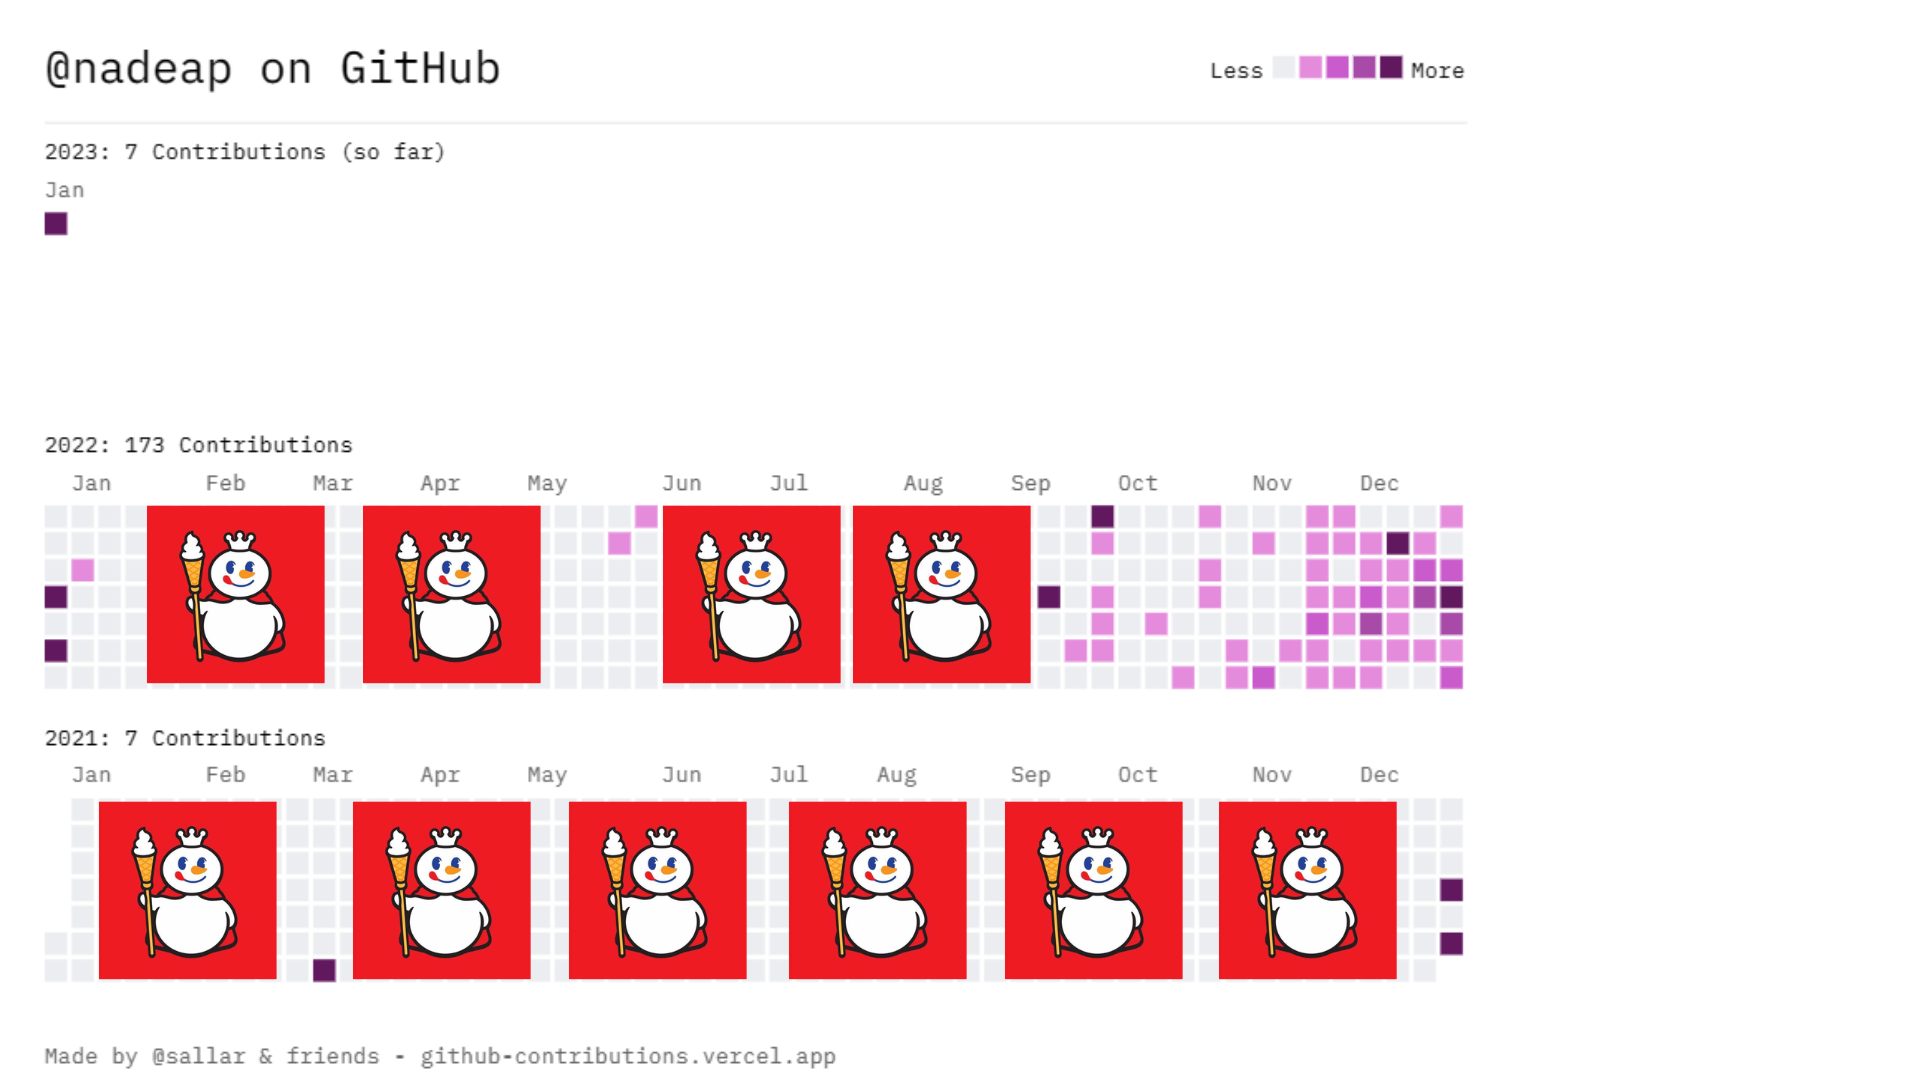 @nadeap on GitHub
Less More
2023: 7 Contributions (so far)
Jan
2022: 173 Contributions
Jan Feb Mar Apr May Jun Jul Aug Sep Oct Nov Dec
2021: 7 Contributions
Jan Feb Mar Apr May Jun Jul Aug Sep Oct Nov Dec
Made by @sallar & friends - github-contributions.vercel.app